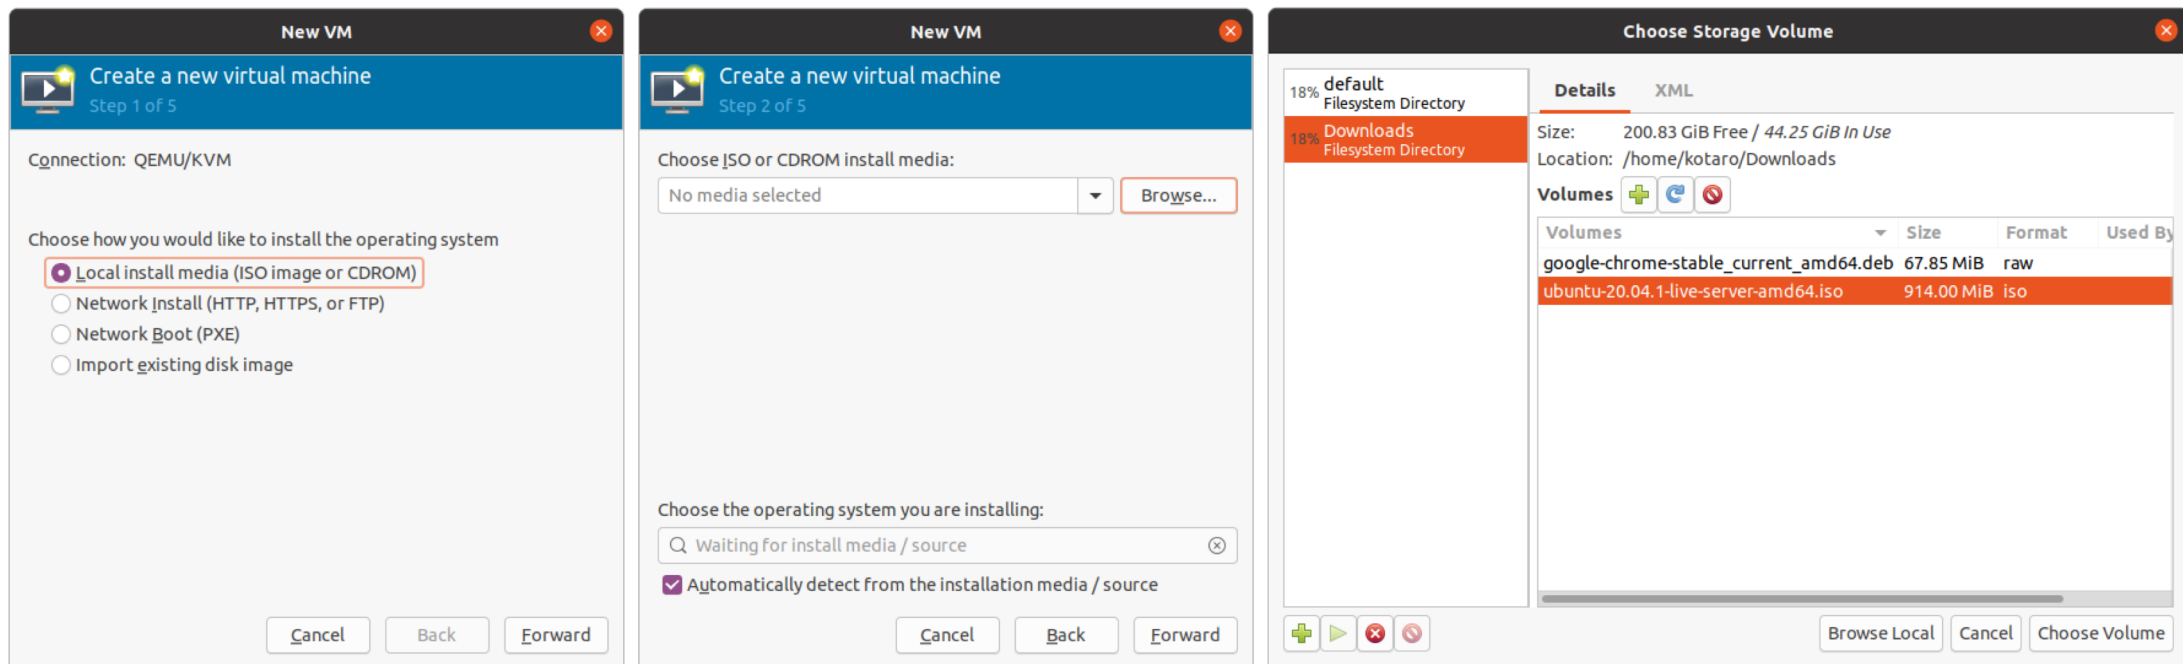 New VM
Create a new virtual machine
Step 1 of 5
Connection: QEMU/KVM
Choose how you would like to install the operating system
Local install media (ISO image or CDROM)
Network Install (HTTP, HTTPS, or FTP)
Network Boot (PXE)
Import existing disk image
Cancel Back Forward
New VM
Create a new virtual machine
Step 2 of 5
Choose ISO or CDROM install media:
No media selected Browse...
Choose the operating system you are installing:
Waiting for install media / source
Automatically detect from the installation media / source
Cancel Back Forward
Choose Storage Volume
18% default
Filesystem Directory
18% Downloads
Filesystem Directory
Details XML
Size: 200.83 GiB Free / 44.25 GiB In Use
Location: /home/kotaro/Downloads
Volumes
Volumes Size Format Used By
google-chrome-stable_current_amd64.deb 67.85 MiB raw
ubuntu-20.04.1-live-server-amd64.iso 914.00 MiB iso
Browse Local Cancel Choose Volume